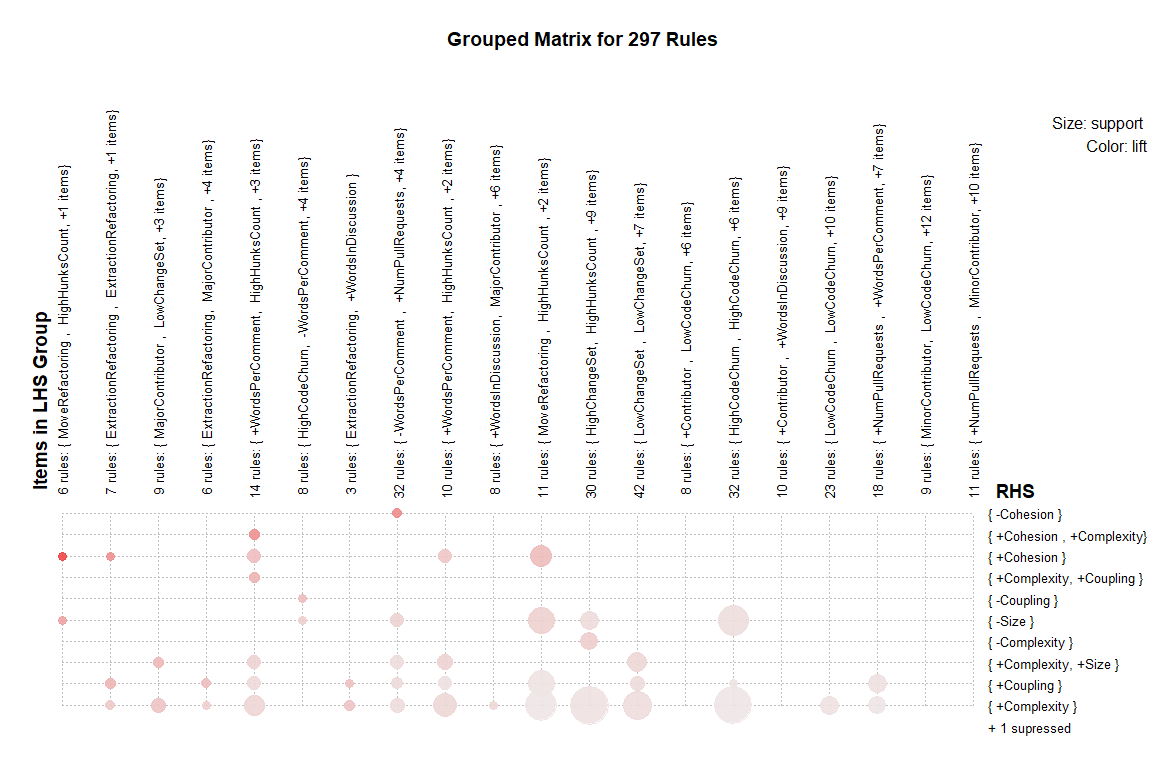 Grouped Matrix for 297 Rules
Size: support
Color: lift
Items in LHS Group
6 rules: { MoveRefactoring , HighHunksCount, +1 items}
7 rules: { ExtractionRefactoring , ExtractionRefactoring, +1 items}
9 rules: { MajorContributor , LowChangeSet, +3 items}
6 rules: { ExtractionRefactoring, MajorContributor , +4 items}
14 rules: { +WordsPerComment, HighHunksCount , +3 items}
8 rules: { HighCodeChurn, -WordsPerComment, +4 items}
3 rules: { ExtractionRefactoring, +WordsInDiscussion }
32 rules: { -WordsPerComment , +NumPullRequests, +4 items}
10 rules: { +WordsPerComment, HighHunksCount , +2 items}
8 rules: { +WordsInDiscussion, MajorContributor , +6 items}
11 rules: { MoveRefactoring , HighHunksCount , +2 items}
30 rules: { HighChangeSet, HighHunksCount , +9 items}
42 rules: { LowChangeSet , LowChangeSet, +7 items}
8 rules: { +Contributor , LowCodeChurn, +6 items}
32 rules: { HighCodeChurn , HighCodeChurn, +6 items}
10 rules: { +Contributor , +WordsInDiscussion, +9 items}
23 rules: { LowCodeChurn , LowCodeChurn, +10 items}
18 rules: { +NumPullRequests , +WordsPerComment, +7 items}
9 rules: { MinorContributor, LowCodeChurn, +12 items}
11 rules: { +NumPullRequests , MinorContributor, +10 items}
RHS
{ -Cohesion }
{ +Cohesion , +Complexity}
{ +Cohesion }
{ +Complexity, +Coupling }
{ -Coupling }
{ -Size }
{ -Complexity }
{ +Complexity, +Size }
{ +Coupling }
{ +Complexity }
+ 1 supressed